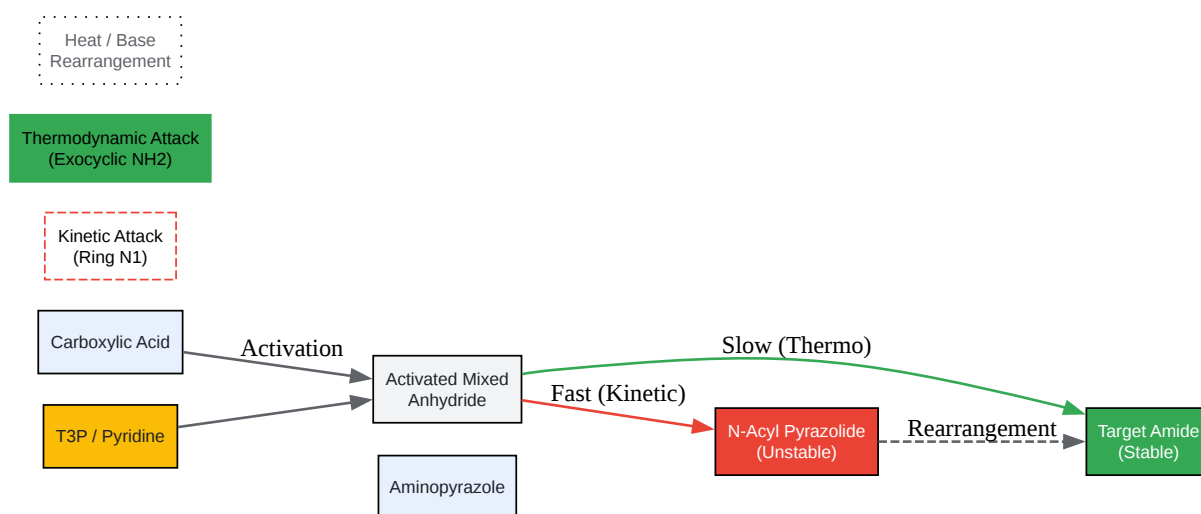 Heat / Base
Rearrangement
Thermodynamic Attack
(Exocyclic NH2)
Kinetic Attack
(Ring N1)
Carboxylic Acid
Activation
T3P / Pyridine
Activated Mixed
Anhydride
Aminopyrazole
Slow (Thermo)
Fast (Kinetic)
N-Acyl Pyrazolide
(Unstable)
Rearrangement
Target Amide
(Stable)